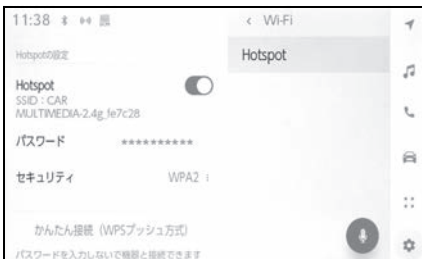 11:38
Hotspotの設定
Hotspot
SSID : CAR
MULTIMEDIA-2.4g_fe7c28
パスワード **********
セキュリティ WPA2
かんたん接続（WPSプッシュ方式）
パスワードを入力しないで機器と接続できます
< Wi-Fi
Hotspot